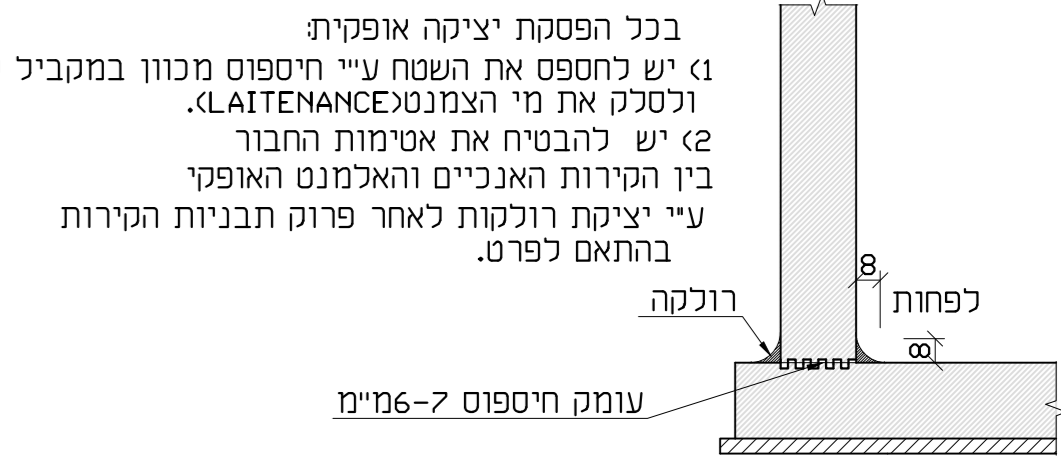 בכל הפסקת יציקה אופקית:
1) יש לחספס את השטח ע"י חיספוס מכוון במקביל
ולסלק את מי הצמנט(LAITENANCE).
2) יש להבטיח את אטימות החבור
בין הקירות האנכיים והאלמנט האופקי
ע"י יציקת רולקות לאחר פרוק תבניות הקירות
בהתאם לפרט.
8
לפחות
רולקה
8
עומק חיספוס 6-7מ"מ